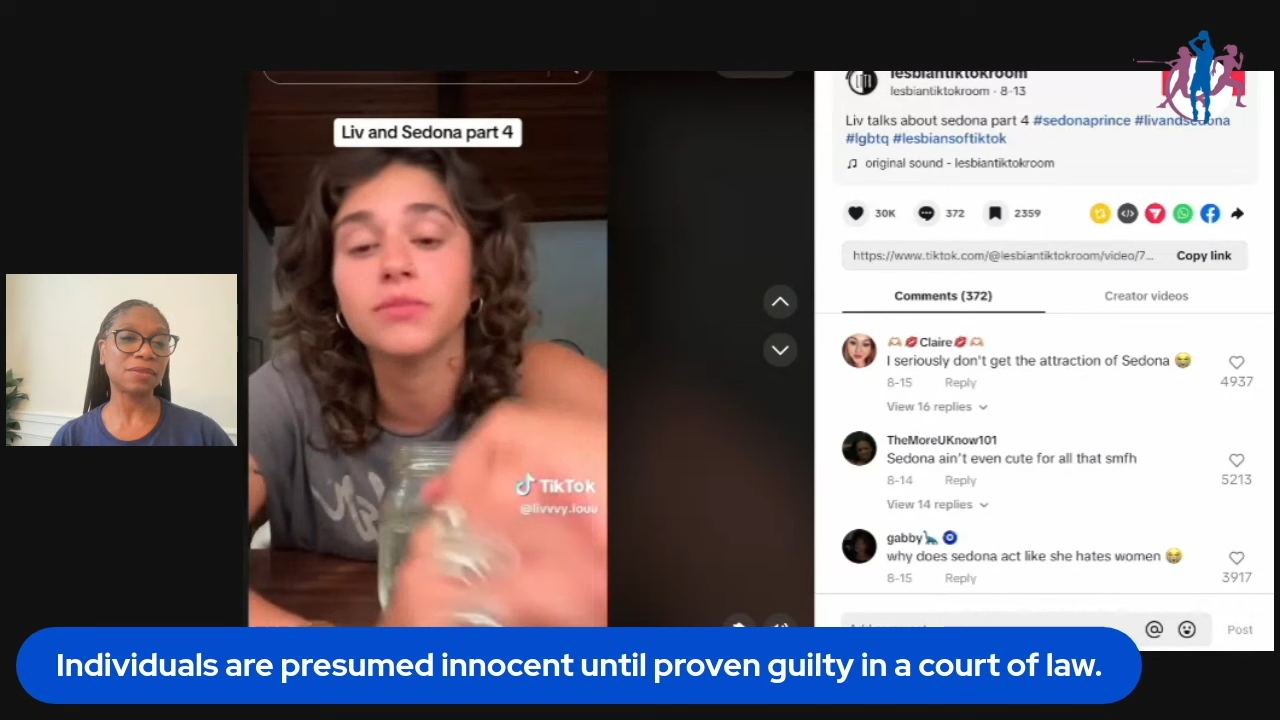 Liv and Sedona part 4
TikTok
@livvvy.louu
lesbiantiktokroom
lesbiantiktokroom · 8-13
Liv talks about sedona part 4 #sedonaprince #livandsedona
#lgbtq #lesbiansoftiktok
original sound - lesbiantiktokroom
30K
372
2359
https://www.tiktok.com/@lesbiantiktokroom/video/7...
Copy link
Comments (372)
Creator videos
Claire
I seriously don't get the attraction of Sedona
8-15 Reply
4937
View 16 replies
TheMoreUKnow101
Sedona ain't even cute for all that smfh
8-14 Reply
5213
View 14 replies
gabby
why does sedona act like she hates women
8-15 Reply
3917
@
Post
Individuals are presumed innocent until proven guilty in a court of law.